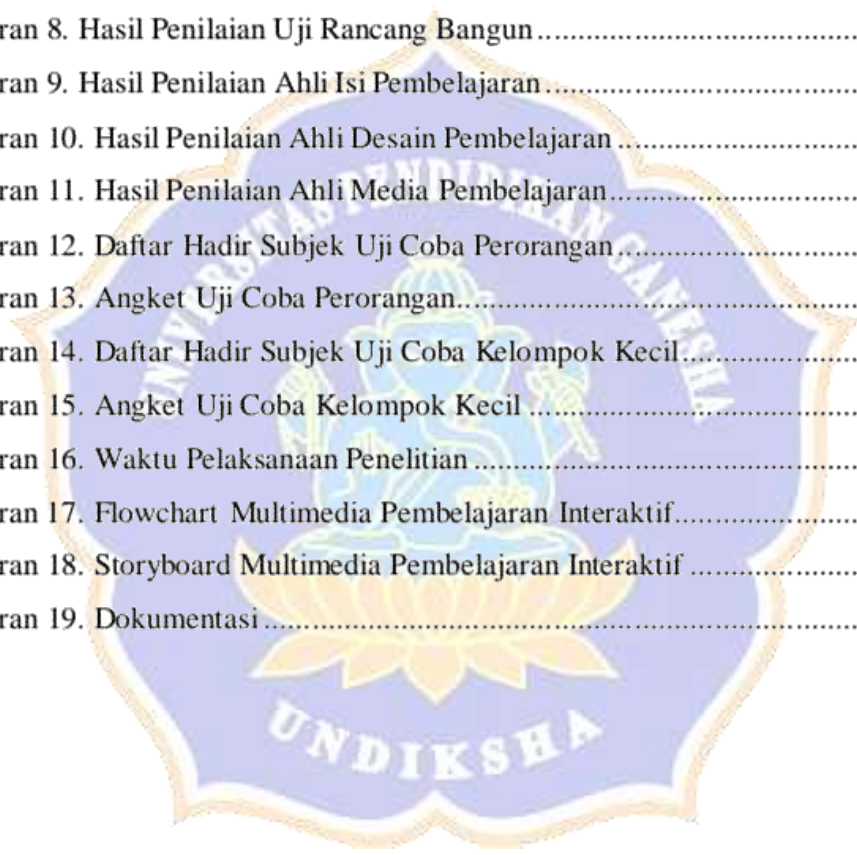 ran 8. Hasil Penilaian Uji Rancang Bangun ........................................
ran 9. Hasil Penilaian Ahli Isi Pembelajaran ........................................
ran 10. Hasil Penilaian Ahli Desain Pembelajaran ..............................
ran 11. Hasil Penilaian Ahli Media Pembelajaran ...............................
ran 12. Daftar Hadir Subjek Uji Coba Perorangan ..............................
ran 13. Angket Uji Coba Perorangan ..................................................
ran 14. Daftar Hadir Subjek Uji Coba Kelompok Kecil ......................
ran 15. Angket Uji Coba Kelompok Kecil ..........................................
ran 16. Waktu Pelaksanaan Penelitian ................................................
ran 17. Flowchart Multimedia Pembelajaran Interaktif .......................
ran 18. Storyboard Multimedia Pembelajaran Interaktif .....................
ran 19. Dokumentasi ...........................................................................
UNIVERSITAS PENDIDIKAN GANESHA
UNDIKSHA